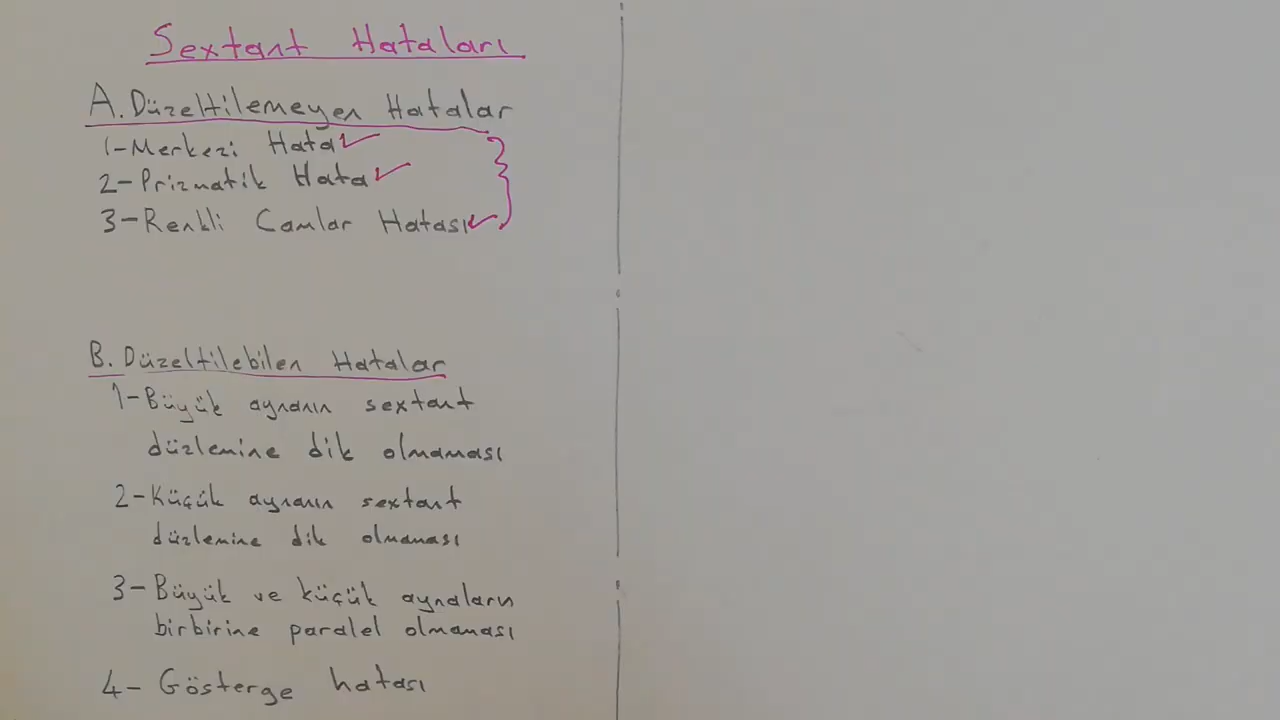 Sextant Hataları
A. Düzeltilemeyen Hatalar
1-Merkezi Hata
2-Prizmatik Hata
3-Renkli Camlar Hatası
B. Düzeltilebilen Hatalar
1-Büyük aynanın sextant
düzlemine dik olmaması
2-Küçük aynanın sextant
düzlemine dik olmaması
3-Büyük ve küçük aynaların
birbirine paralel olmaması
4- Gösterge hatası